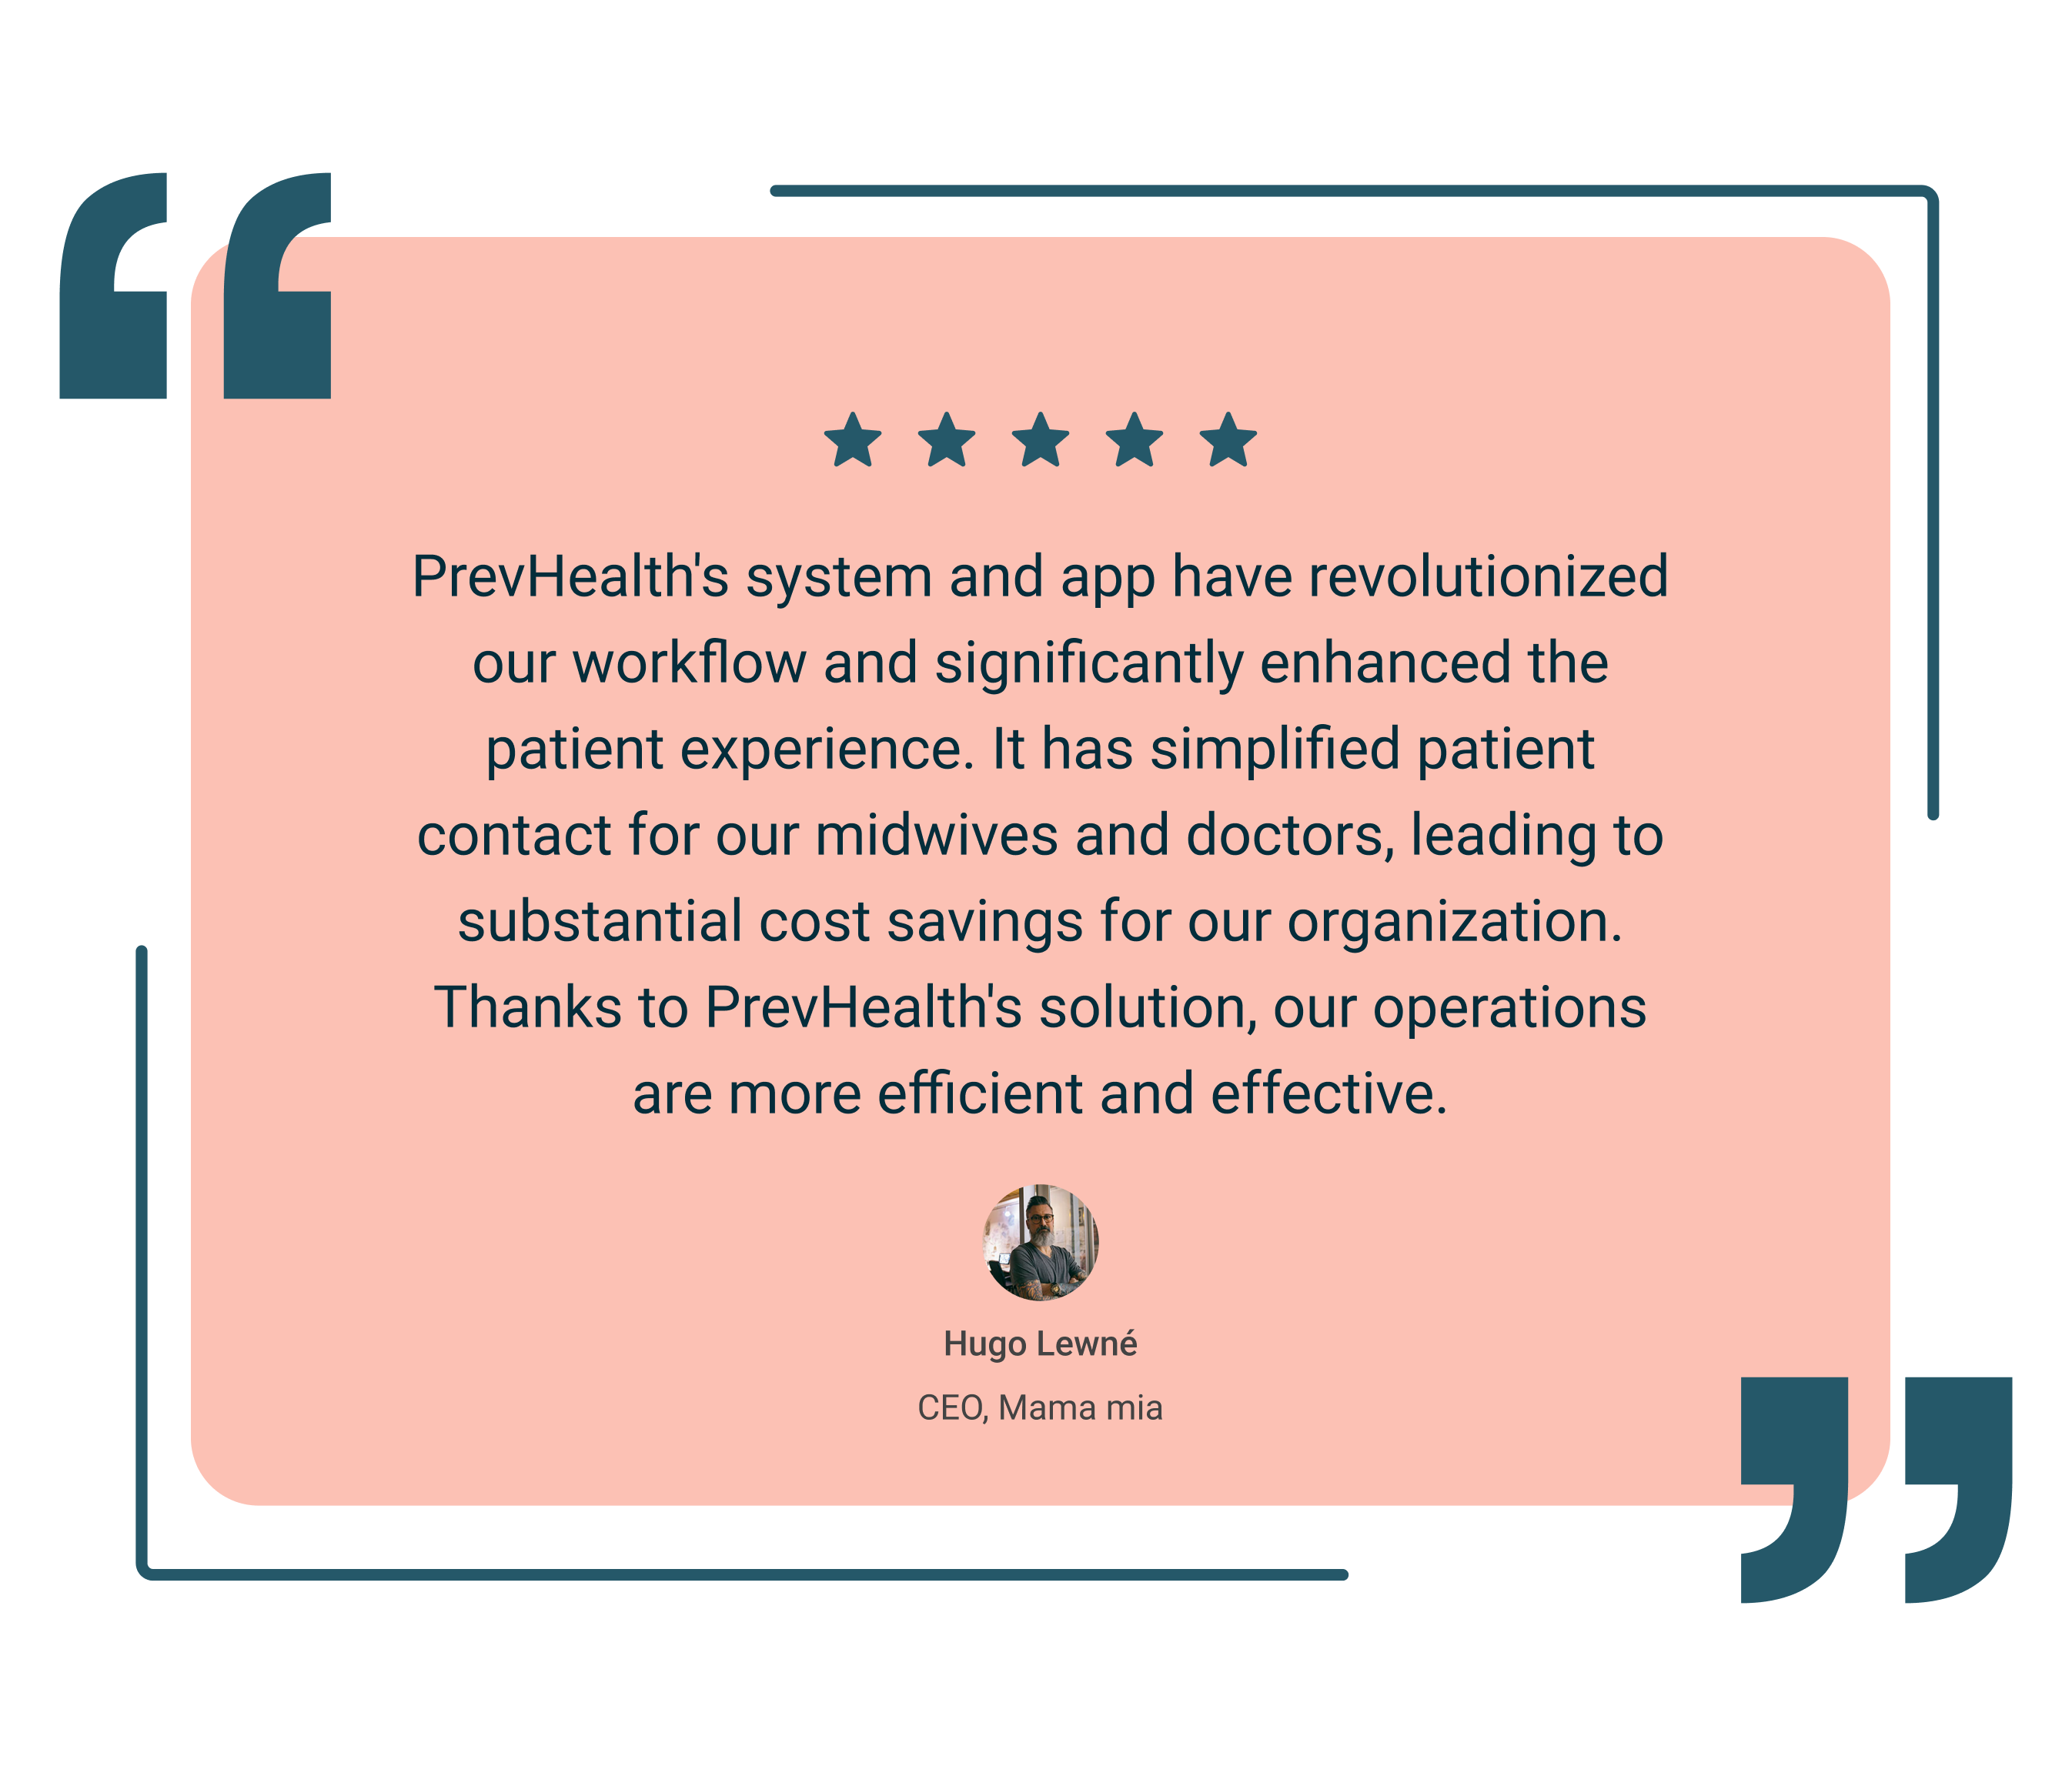 PrevHealth's system and app have revolutionized
our workflow and significantly enhanced the
patient experience. It has simplified patient
contact for our midwives and doctors, leading to
substantial cost savings for our organization.
Thanks to PrevHealth's solution, our operations
are more efficient and effective.
Hugo Lewné
CEO, Mama mia